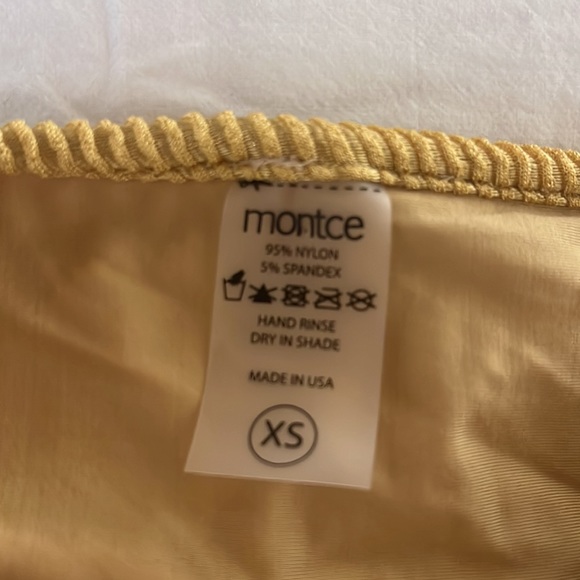 montce
95% NYLON
5% SPANDEX
HAND RINSE
DRY IN SHADE
MADE IN USA
XS